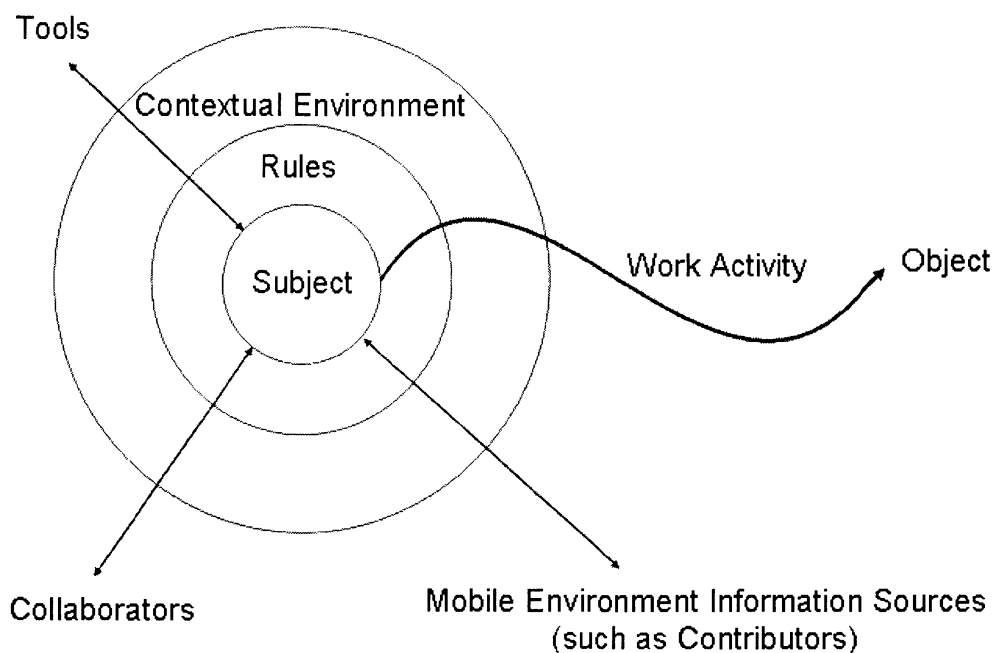 Tools
Contextual Environment
Rules
Subject
Work Activity
Object
Collaborators
Mobile Environment Information Sources
(such as Contributors)